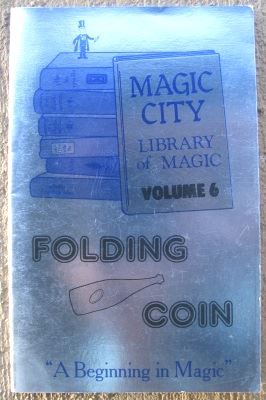 MAGIC
CITY
LIBRARY
of MAGIC
VOLUME 6
FOLDING
COIN
"A Beginning in Magic"